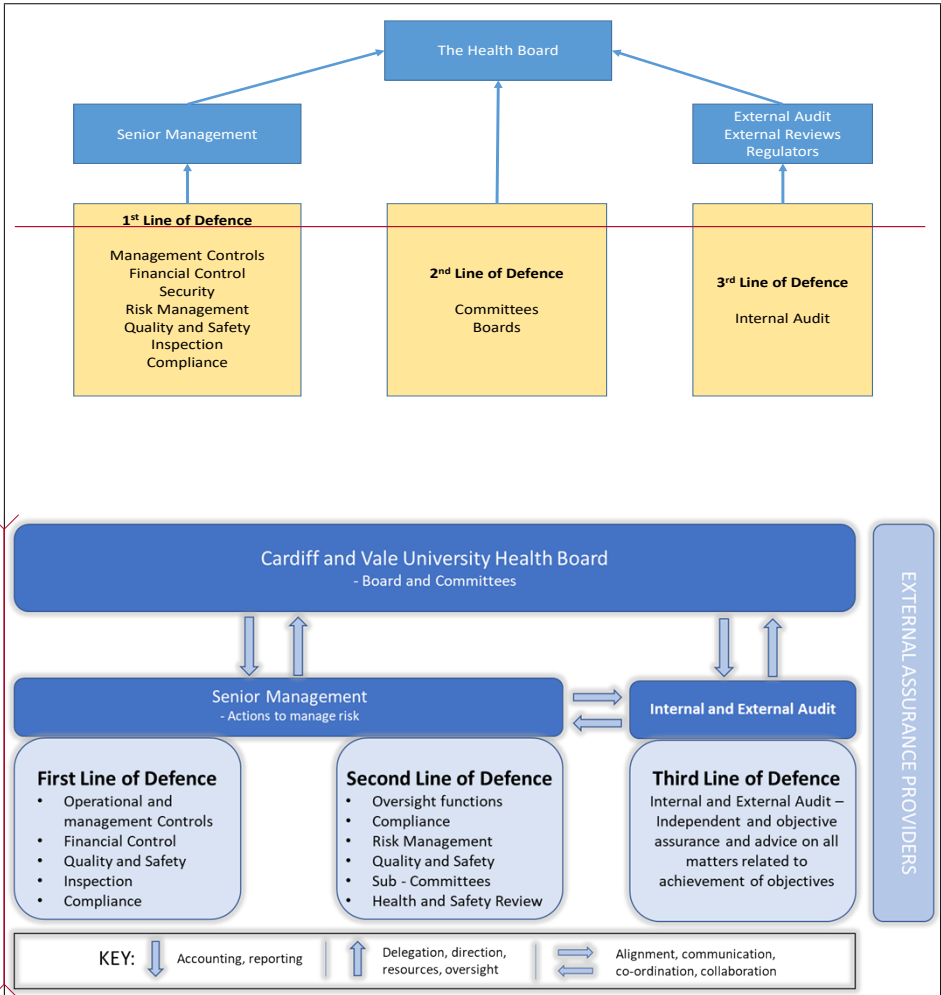 The Health Board
Senior Management
External Audit
External Reviews
Regulators
1st Line of Defence
Management Controls
Financial Control
Security
Risk Management
Quality and Safety
Inspection
Compliance
2nd Line of Defence
Committees
Boards
3rd Line of Defence
Internal Audit
Cardiff and Vale University Health Board
- Board and Committees
EXTERNAL ASSURANCE PROVIDERS
Senior Management
- Actions to manage risk
Internal and External Audit
First Line of Defence
• Operational and
management Controls
• Financial Control
• Quality and Safety
• Inspection
• Compliance
Second Line of Defence
• Oversight functions
• Compliance
• Risk Management
• Quality and Safety
• Sub - Committees
• Health and Safety Review
Third Line of Defence
Internal and External Audit –
Independent and objective
assurance and advice on all
matters related to
achievement of objectives
KEY:
Accounting, reporting
Delegation, direction,
resources, oversight
Alignment, communication,
co-ordination, collaboration